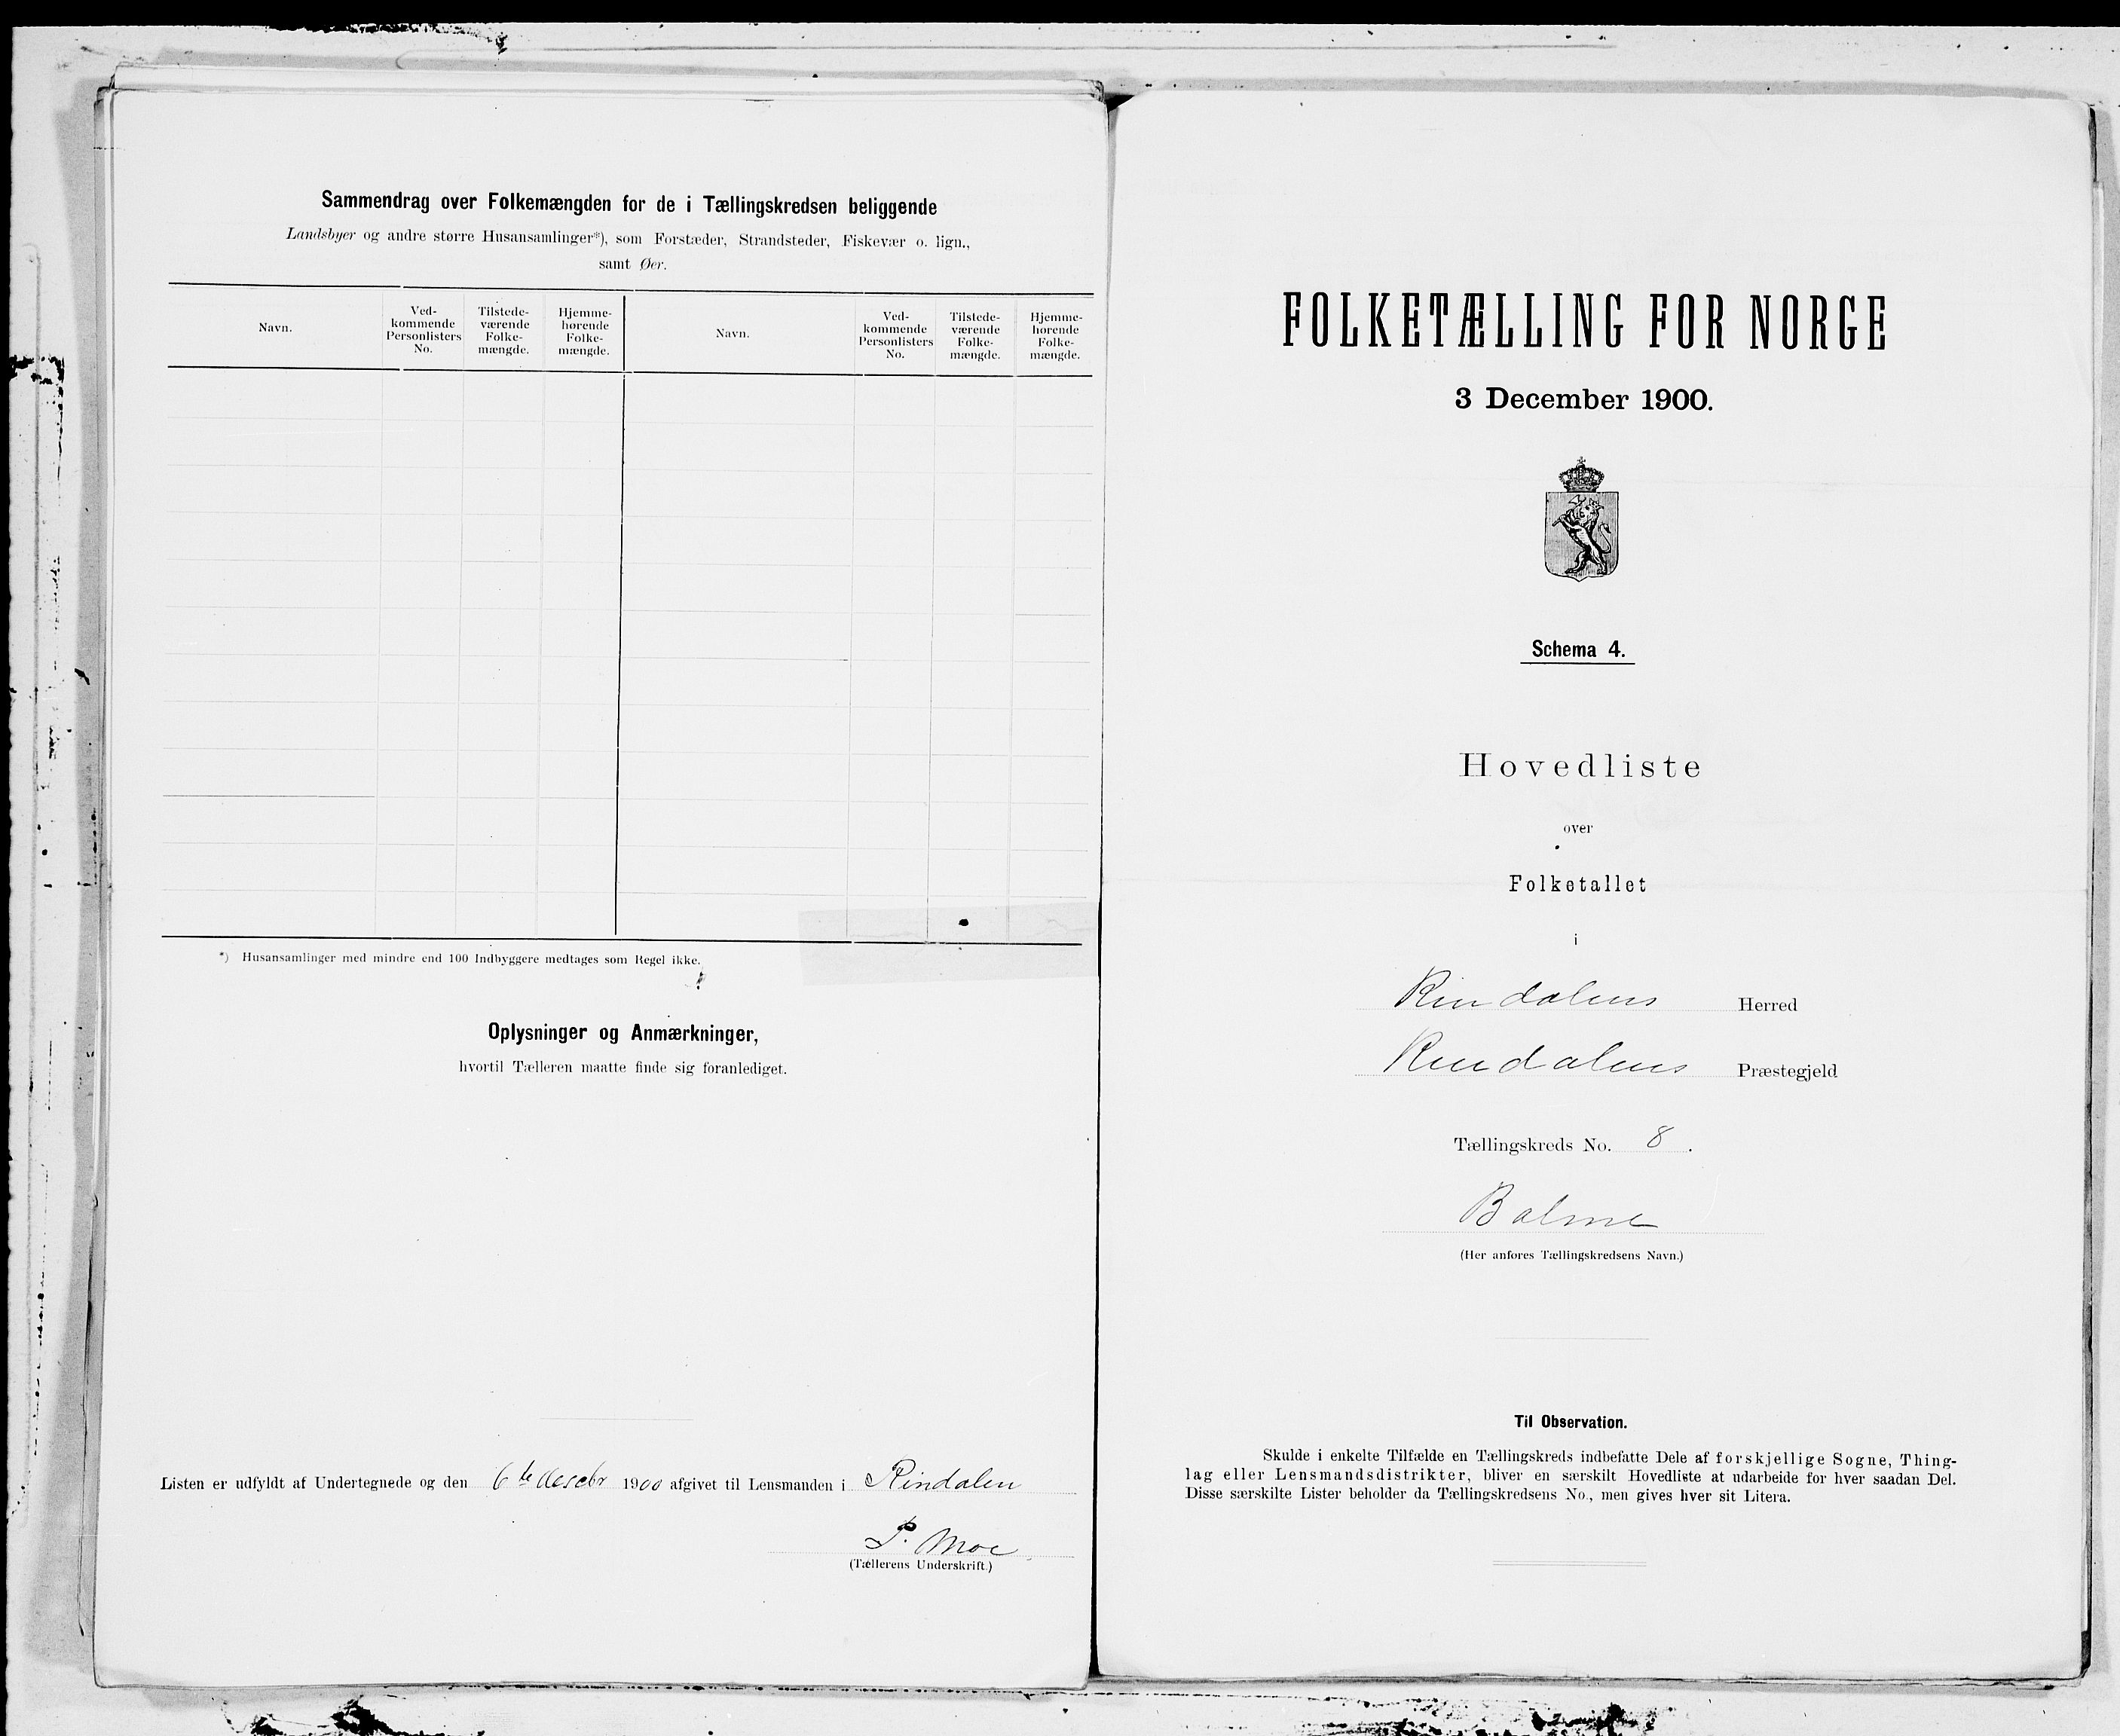 Sammendrag over Folkemængden for de i Tællingskredsen beliggende
Landsbyer og andre større Husansamlinger*), som Forstæder, Strandsteder, Fiskevær o. lign.,
samt Øer.
Navn.
Ved-
kommende
Personlisters
No.
Tilstede-
værende
Folke-
mængde.
Hjemme-
hørende
Folke-
mængde.
Navn.
Ved-
kommende
Personlisters
No.
Tilstede-
værende
Folke-
mængde.
Hjemme-
hørende
Folke-
mængde.
*) Husansamlinger med mindre end 100 Indbyggere medtages som Regel ikke.
Oplysninger og Anmærkninger,
hvortil Tælleren maatte finde sig foranlediget.
Listen er udfyldt af Undertegnede og den 6te desebr 1900 afgivet til Lensmanden i Rindalen
P. Moe
(Tællerens Underskrift.)
FOLKETÆLLING FOR NORGE
3 December 1900.
Schema 4.
Hovedliste
over
Folketallet
i
Rindalens Herred
Rindalens Præstegjeld
Tællingskreds No. 8.
Bolme
(Her anføres Tællingskredsens Navn.)
Til Observation.
Skulde i enkelte Tilfælde en Tællingskreds indbefatte Dele af forskjellige Sogne, Thing-
lag eller Lensmandsdistrikter, bliver en særskilt Hovedliste at udarbeide for hver saadan Del.
Disse særskilte Lister beholder da Tællingskredsens No., men gives hver sit Litera.